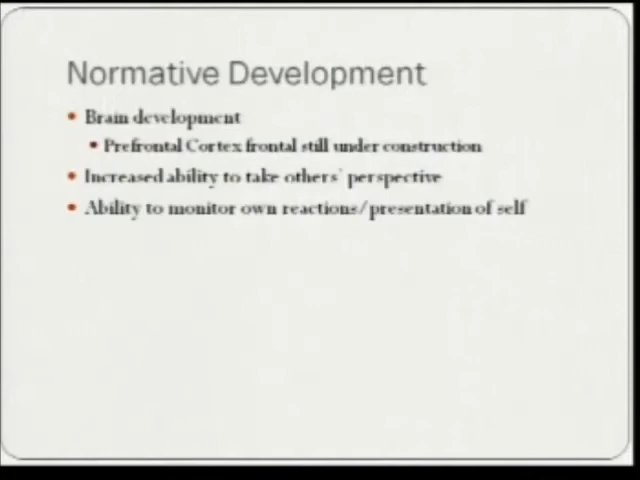 Normative Development
Brain development
Prefrontal Cortex frontal still under construction
Increased ability to take others' perspective
Ability to monitor own reactions/presentation of self